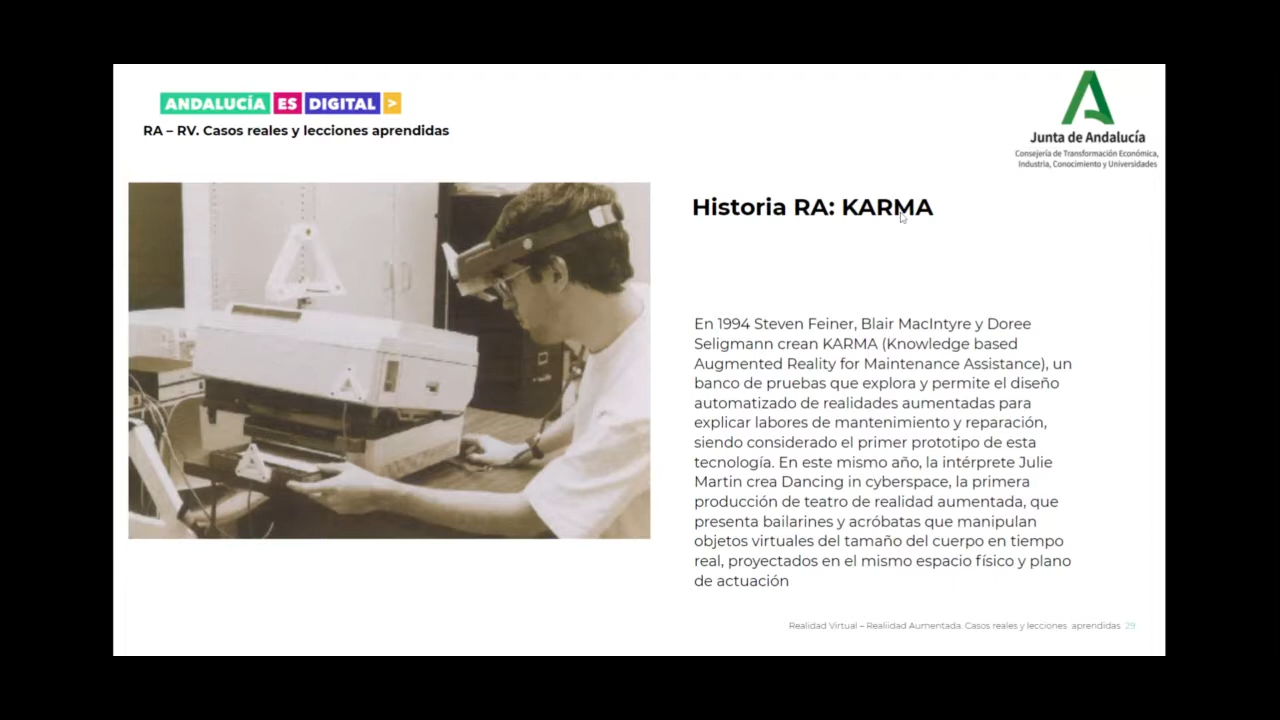 ANDALUCÍA ES DIGITAL >
RA – RV. Casos reales y lecciones aprendidas
Junta de Andalucía
Consejería de Transformación Económica,
Industria, Conocimiento y Universidades
Historia RA: KARMA
En 1994 Steven Feiner, Blair MacIntyre y Doree
Seligmann crean KARMA (Knowledge based
Augmented Reality for Maintenance Assistance), un
banco de pruebas que explora y permite el diseño
automatizado de realidades aumentadas para
explicar labores de mantenimiento y reparación,
siendo considerado el primer prototipo de esta
tecnología. En este mismo año, la intérprete Julie
Martin crea Dancing in cyberspace, la primera
producción de teatro de realidad aumentada, que
presenta bailarines y acróbatas que manipulan
objetos virtuales del tamaño del cuerpo en tiempo
real, proyectados en el mismo espacio físico y plano
de actuación
Realidad Virtual – Realiidad Aumentada. Casos reales y lecciones aprendidas 29